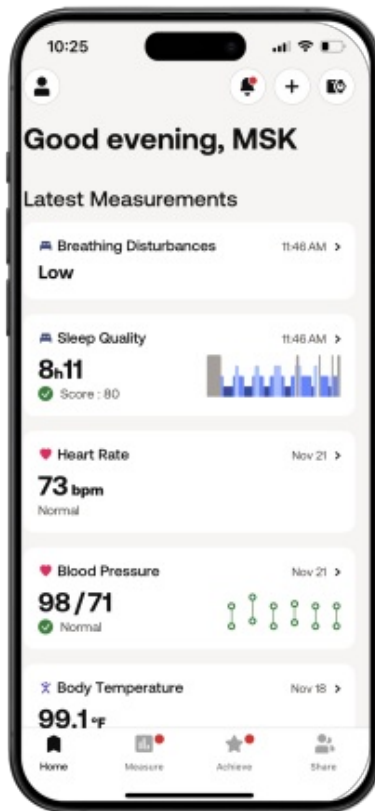 10:25
Good evening, MSK
Latest Measurements
Breathing Disturbances 11:46 AM >
Low
Sleep Quality 11:46 AM >
8h11
Score : 80
Heart Rate Nov 21 >
73 bpm
Normal
Blood Pressure Nov 21 >
98/71
Normal
Body Temperature Nov 18 >
99.1 °F
Home Measure Achieve Share